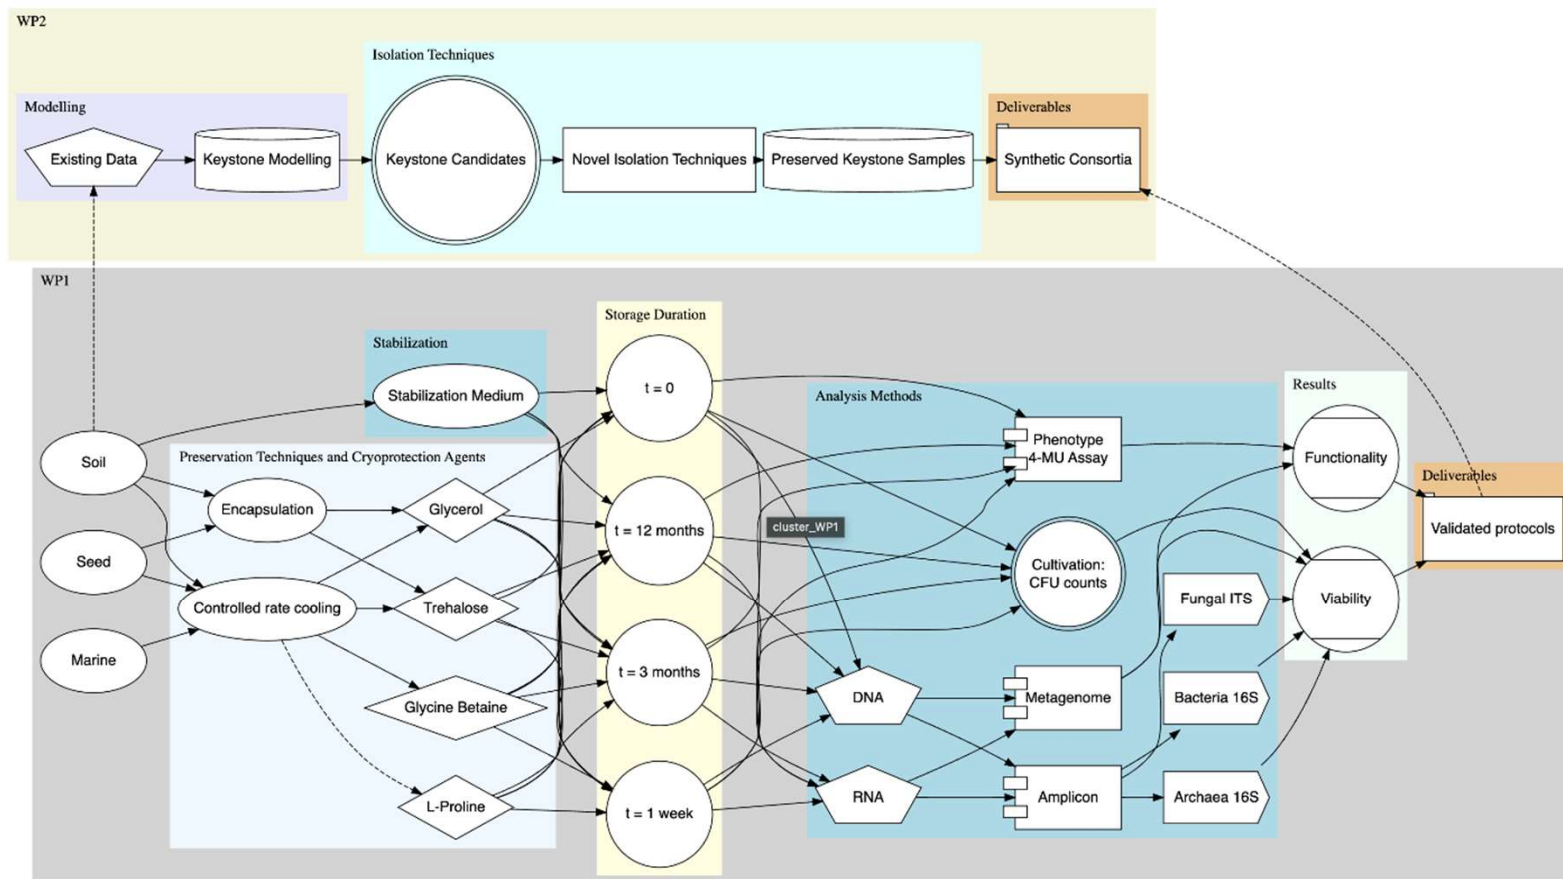 WP2
Isolation Techniques
Modelling
Deliverables
Existing Data
Keystone Modelling
Keystone Candidates
Novel Isolation Techniques
Preserved Keystone Samples
Synthetic Consortia
WP1
Storage Duration
Stabilization
Stabilization Medium
t = 0
Analysis Methods
Results
Phenotype
4-MU Assay
Functionality
Soil
Preservation Techniques and Cryoprotection Agents
Encapsulation
Glycerol
t = 12 months
cluster_WP1
Deliverables
Validated protocols
Seed
Cultivation:
CFU counts
Controlled rate cooling
Trehalose
Fungal ITS
Viability
Marine
t = 3 months
Glycine Betaine
DNA
Metagenome
Bacteria 16S
L-Proline
t = 1 week
RNA
Amplicon
Archaea 16S